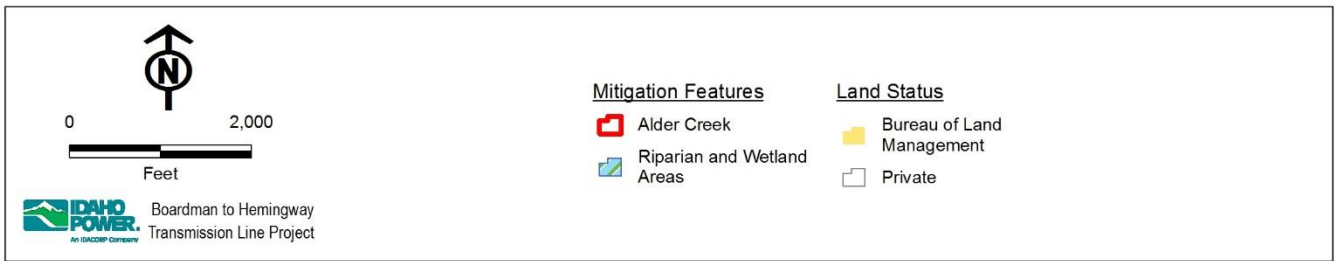 N
0 2,000
Feet
IDAHO
POWER.
An IDACORP Company
Boardman to Hemingway
Transmission Line Project
Mitigation Features
Alder Creek
Riparian and Wetland
Areas
Land Status
Bureau of Land
Management
Private